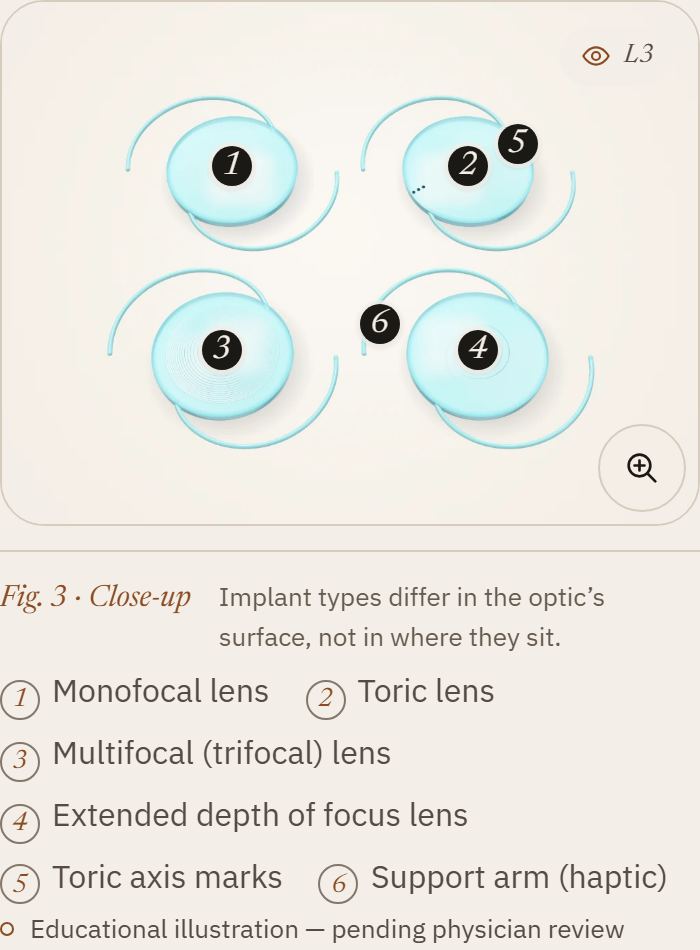 L3
1
2
5
3
6
4
Fig. 3 · Close-up
Implant types differ in the optic’s
surface, not in where they sit.
1 Monofocal lens 2 Toric lens
3 Multifocal (trifocal) lens
4 Extended depth of focus lens
5 Toric axis marks 6 Support arm (haptic)
Educational illustration — pending physician review